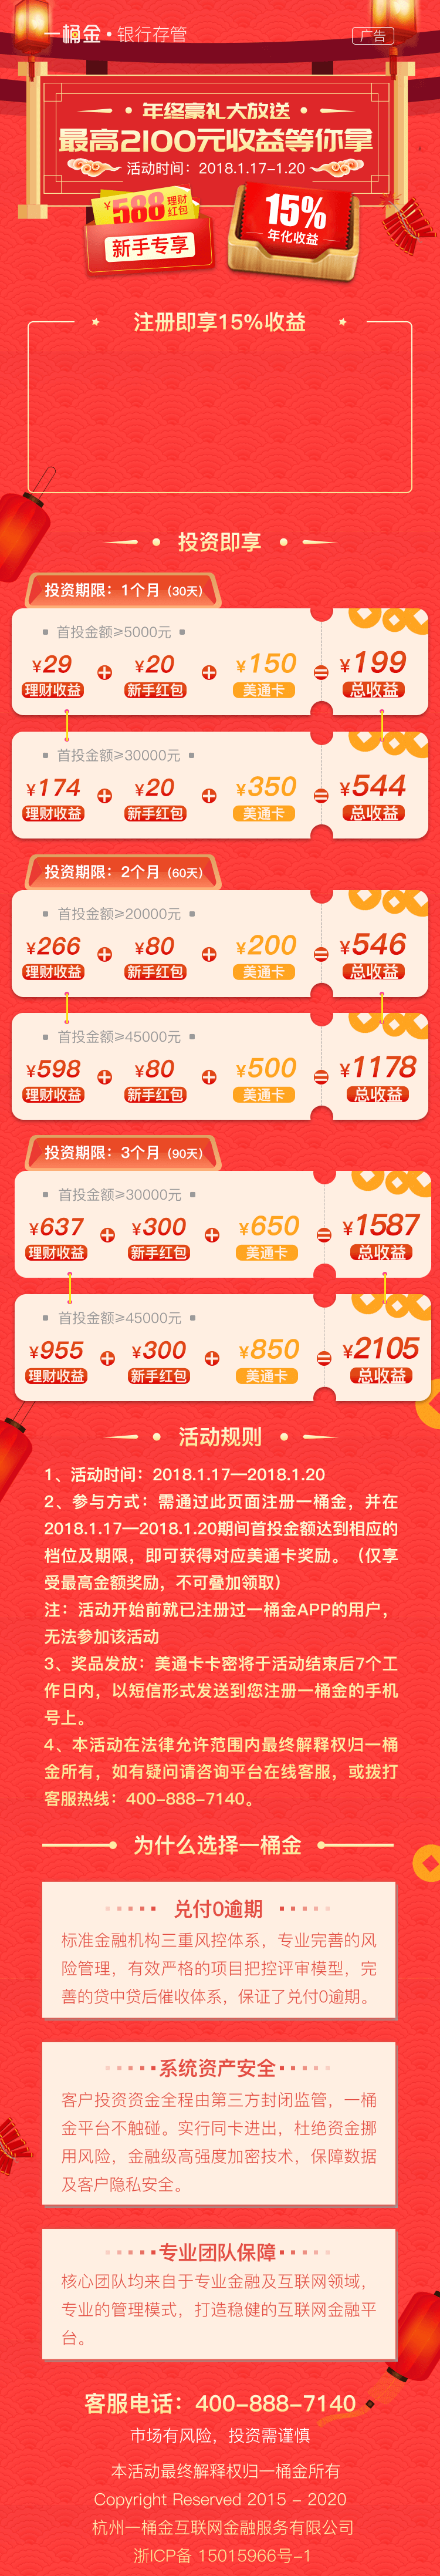 一桶金·银行存管
广告
年终豪礼大放送
最高2100元收益等你拿
活动时间：2018.1.17-1.20
¥588理财红包
新手专享
15%
年化收益
注册即享15%收益
投资即享
投资期限：1个月（30天）
首投金额≥5000元
¥29 + ¥20 + ¥150 = ¥199
理财收益 新手红包 美通卡 总收益
首投金额≥30000元
¥174 + ¥20 + ¥350 = ¥544
理财收益 新手红包 美通卡 总收益
投资期限：2个月（60天）
首投金额≥20000元
¥266 + ¥80 + ¥200 = ¥546
理财收益 新手红包 美通卡 总收益
首投金额≥45000元
¥598 + ¥80 + ¥500 = ¥1178
理财收益 新手红包 美通卡 总收益
投资期限：3个月（90天）
首投金额≥30000元
¥637 + ¥300 + ¥650 = ¥1587
理财收益 新手红包 美通卡 总收益
首投金额≥45000元
¥955 + ¥300 + ¥850 = ¥2105
理财收益 新手红包 美通卡 总收益
活动规则
1、活动时间：2018.1.17—2018.1.20
2、参与方式：需通过此页面注册一桶金，并在
2018.1.17—2018.1.20期间首投金额达到相应的
档位及期限，即可获得对应美通卡奖励。（仅享
受最高金额奖励，不可叠加领取）
注：活动开始前就已注册过一桶金APP的用户，
无法参加该活动
3、奖品发放：美通卡卡密将于活动结束后7个工
作日内，以短信形式发送到您注册一桶金的手机
号上。
4、本活动在法律允许范围内最终解释权归一桶
金所有，如有疑问请咨询平台在线客服，或拨打
客服热线：400-888-7140。
为什么选择一桶金
兑付0逾期
标准金融机构三重风控体系，专业完善的风
险管理，有效严格的项目把控评审模型，完
善的贷中贷后催收体系，保证了兑付0逾期。
系统资产安全
客户投资资金全程由第三方封闭监管，一桶
金平台不触碰。实行同卡进出，杜绝资金挪
用风险，金融级高强度加密技术，保障数据
及客户隐私安全。
专业团队保障
核心团队均来自于专业金融及互联网领域，
专业的管理模式，打造稳健的互联网金融平
台。
客服电话：400-888-7140
市场有风险，投资需谨慎
本活动最终解释权归一桶金所有
Copyright Reserved 2015 - 2020
杭州一桶金互联网金融服务有限公司
浙ICP备 15015966号-1